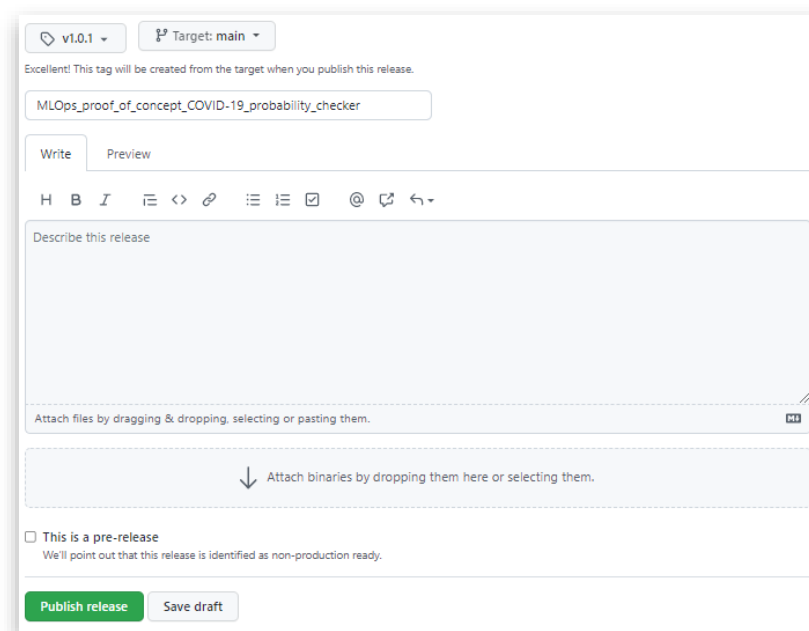 v1.0.1 Target: main
Excellent! This tag will be created from the target when you publish this release.
MLOps_proof_of_concept_COVID-19_probability_checker
Write Preview
H B I @
Describe this release
Attach files by dragging & dropping, selecting or pasting them.
Attach binaries by dropping them here or selecting them.
This is a pre-release
We'll point out that this release is identified as non-production ready.
Publish release Save draft